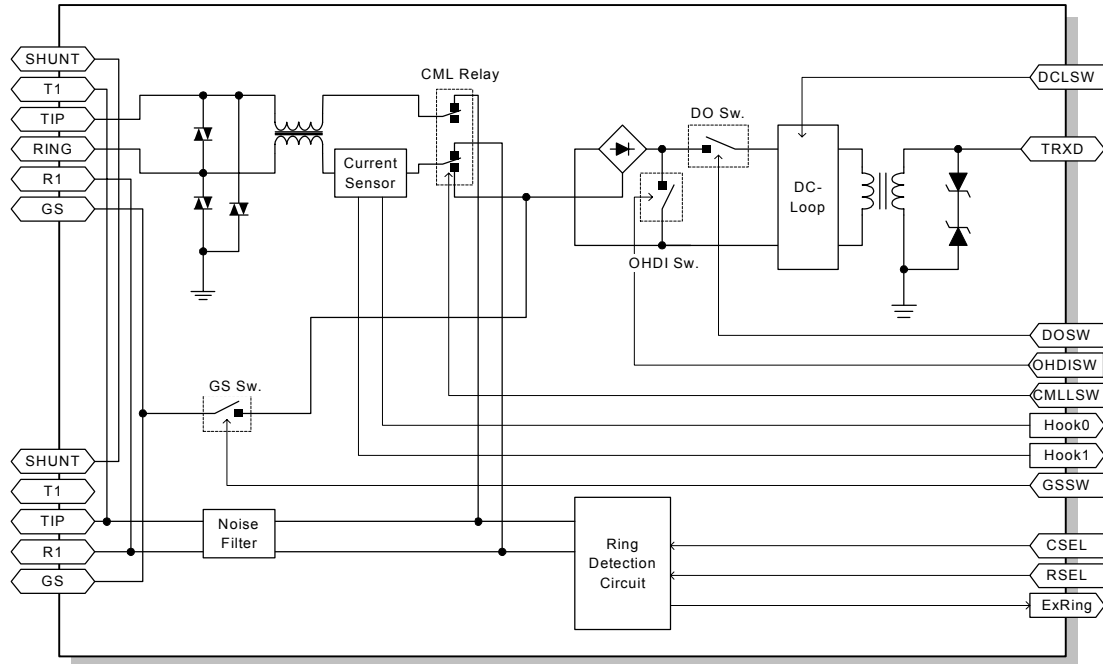 SHUNT
T1
TIP
RING
R1
GS
CML Relay
Current
Sensor
DO Sw.
OHDI Sw.
DC-
Loop
DCLSW
TRXD
DOSW
OHDISW
CMLLSW
Hook0
Hook1
GSSW
GS Sw.
SHUNT
T1
TIP
R1
GS
Noise
Filter
Ring
Detection
Circuit
CSEL
RSEL
ExRing